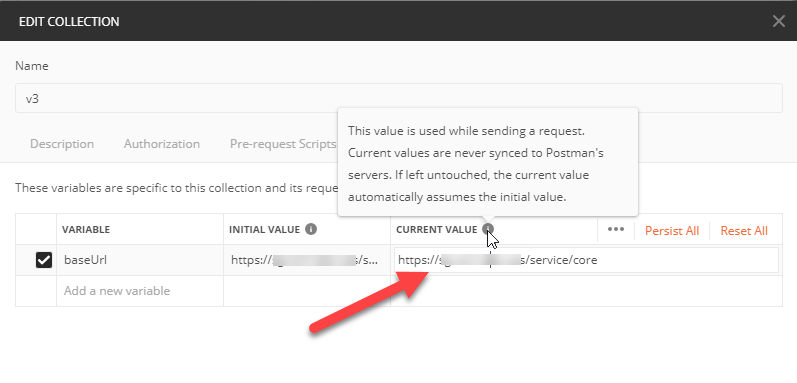 EDIT COLLECTION
Name
v3
This value is used while sending a request.
Current values are never synced to Postman's
servers. If left untouched, the current value
automatically assumes the initial value.
Description Authorization Pre-request Scripts
These variables are specific to this collection and its
VARIABLE INITIAL VALUE CURRENT VALUE ••• Persist All Reset All
baseUrl https:// /s... https:// s/service/core
Add a new variable